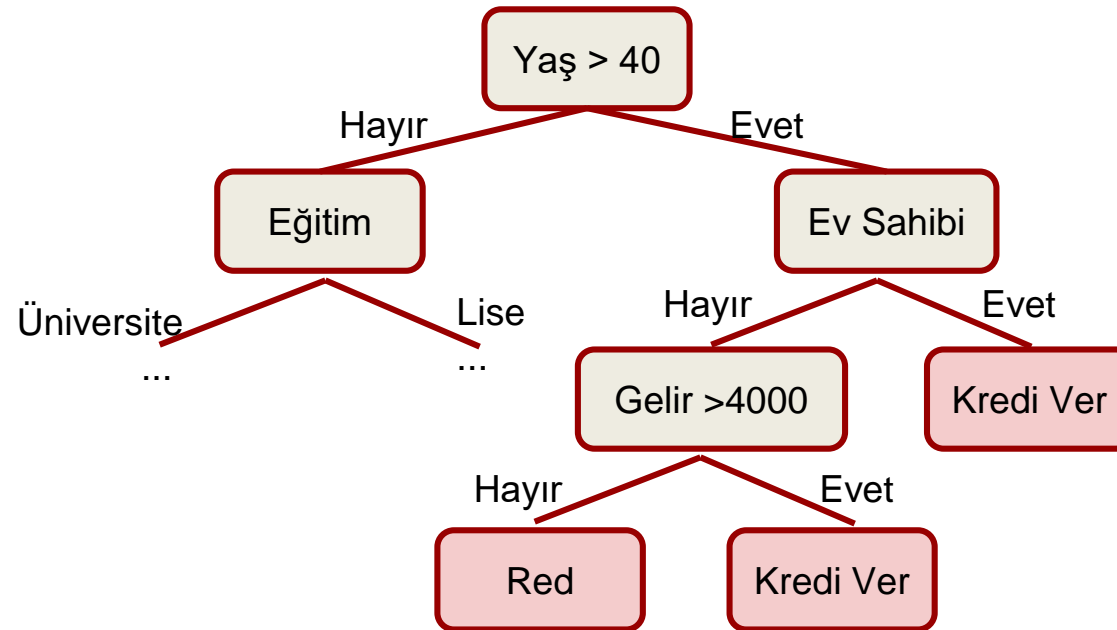 Yaş > 40
Hayır
Evet
Eğitim
Ev Sahibi
Üniversite
Lise
Hayır
Evet
...
...
Gelir >4000
Kredi Ver
Hayır
Evet
Red
Kredi Ver